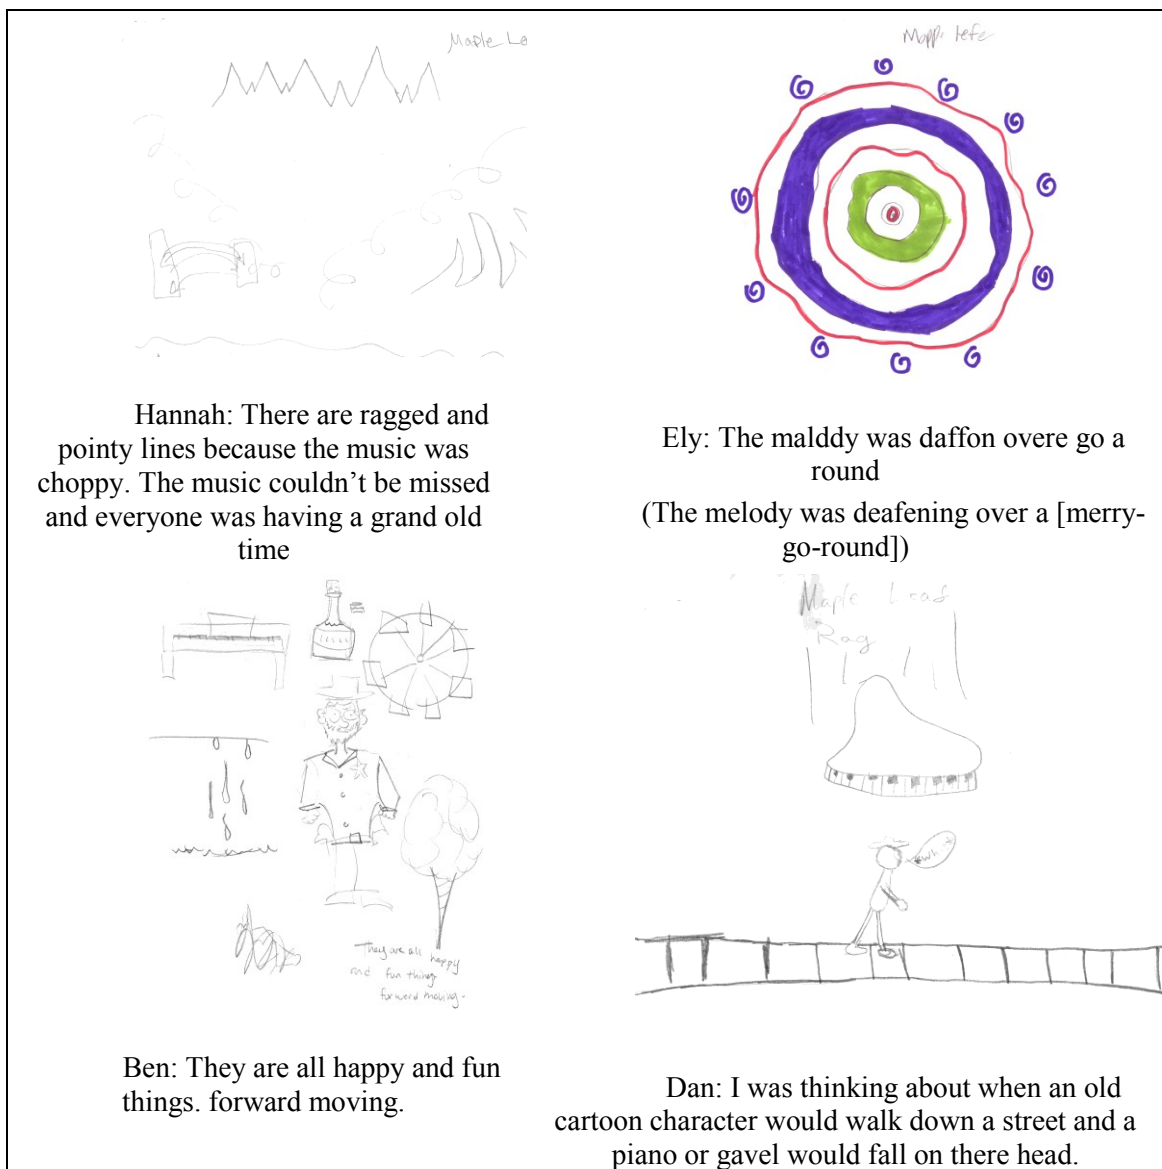 Maple Le
Mapp lefe
Hannah: There are ragged and
pointy lines because the music was
choppy. The music couldn't be missed
and everyone was having a grand old
time
Ely: The malddy was daffon overe go a
round
(The melody was deafening over a [merry-
go-round])
Maple Leaf
Rag
They are all happy
and fun things
forward moving.
Ben: They are all happy and fun
things. forward moving.
Dan: I was thinking about when an old
cartoon character would walk down a street and a
piano or gavel would fall on there head.